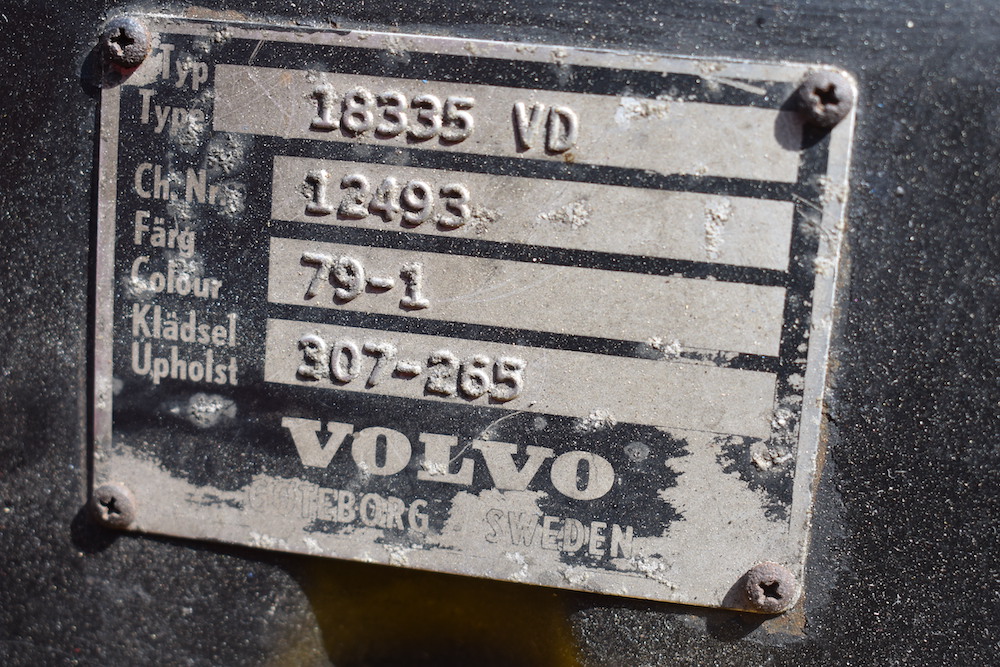 Typ
Type 18335 VD
Ch. Nr. 12493
Färg
Colour 79-1
Klädsel
Upholst 307-265
VOLVO
GÖTEBORG SWEDEN